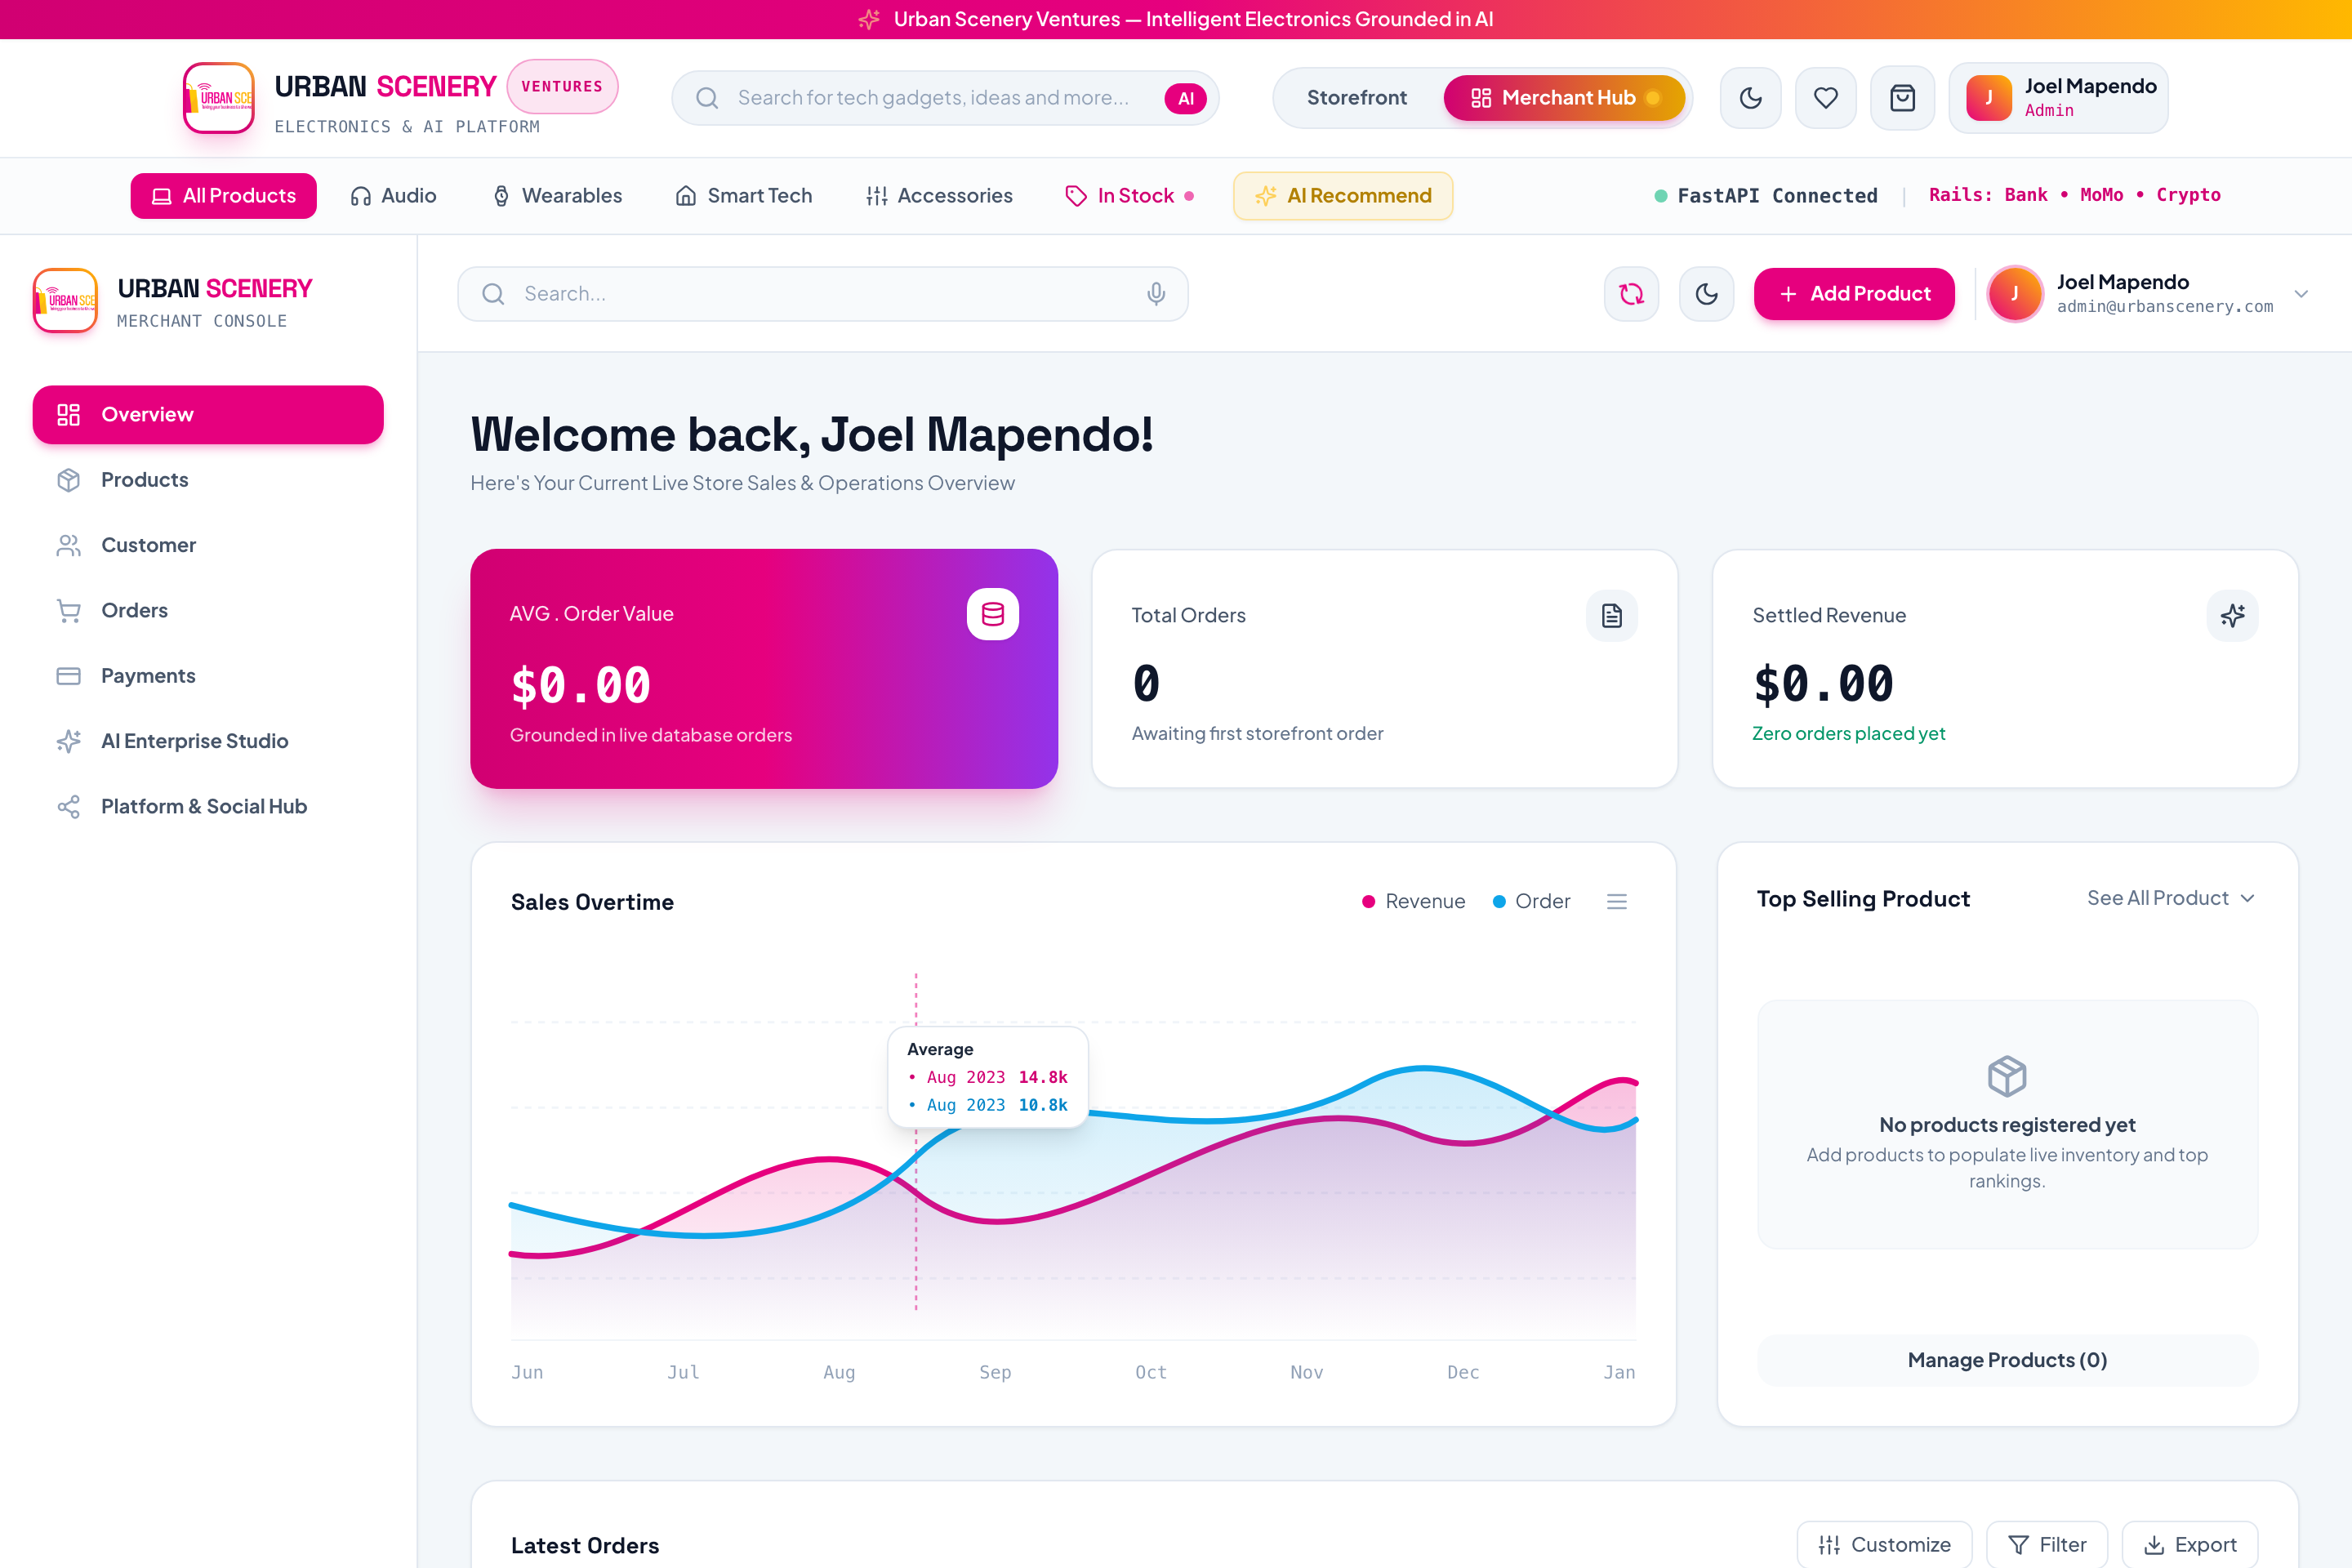 Urban Scenery Ventures — Intelligent Electronics Grounded in AI
URBAN SCENERY VENTURES
ELECTRONICS & AI PLATFORM
Search for tech gadgets, ideas and more...
AI
Storefront
Merchant Hub
J
Joel Mapendo
Admin
All Products
Audio
Wearables
Smart Tech
Accessories
In Stock
AI Recommend
FastAPI Connected
Rails: Bank • MoMo • Crypto
URBAN SCENERY
MERCHANT CONSOLE
Search...
Add Product
J
Joel Mapendo
admin@urbanscenery.com
Overview
Products
Customer
Orders
Payments
AI Enterprise Studio
Platform & Social Hub
Welcome back, Joel Mapendo!
Here's Your Current Live Store Sales & Operations Overview
AVG . Order Value
$0.00
Grounded in live database orders
Total Orders
0
Awaiting first storefront order
Settled Revenue
$0.00
Zero orders placed yet
Sales Overtime
Revenue
Order
Average
• Aug 2023 14.8k
• Aug 2023 10.8k
Jun Jul Aug Sep Oct Nov Dec Jan
Top Selling Product
See All Product
No products registered yet
Add products to populate live inventory and top
rankings.
Manage Products (0)
Latest Orders
Customize
Filter
Export